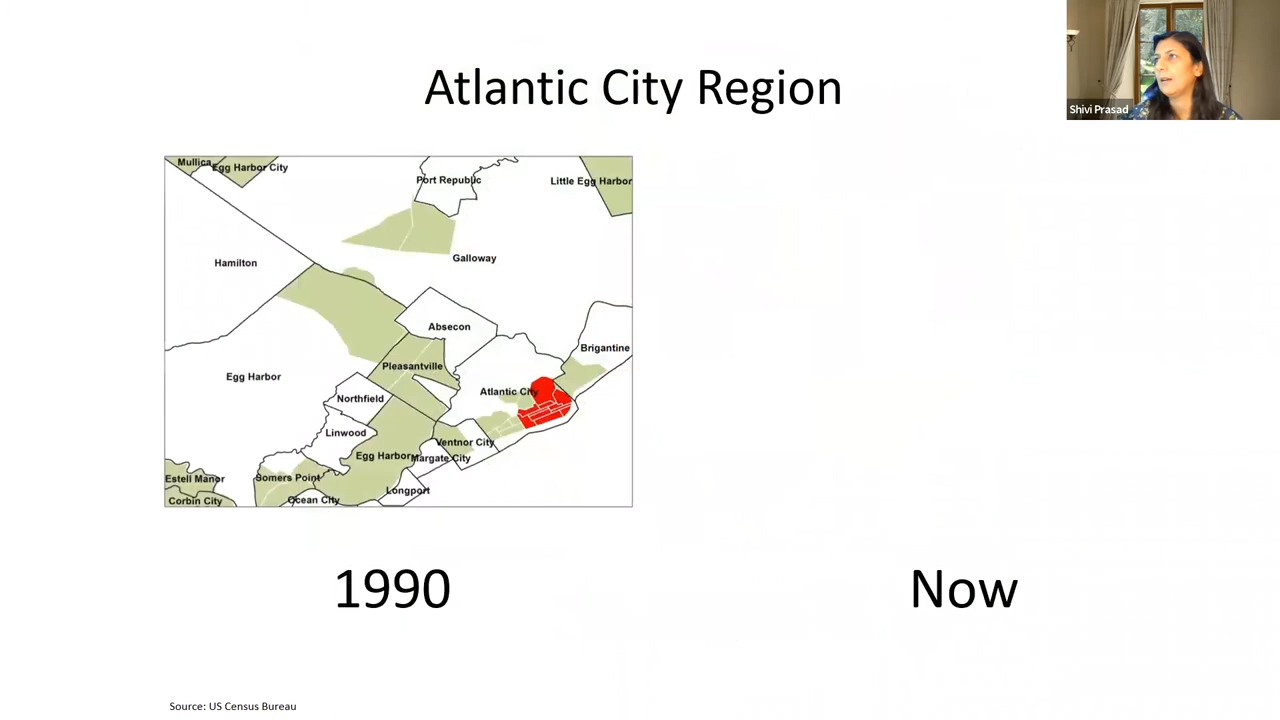 Atlantic City Region
Shivi Prasad
Mullica
Egg Harbor City
Port Republic
Little Egg Harbor
Hamilton
Galloway
Absecon
Brigantine
Pleasantville
Egg Harbor
Atlantic City
Northfield
Linwood
Ventnor City
Egg Harbor
Margate City
Estell Manor
Somers Point
Longport
Corbin City
Ocean City
1990
Now
Source: US Census Bureau